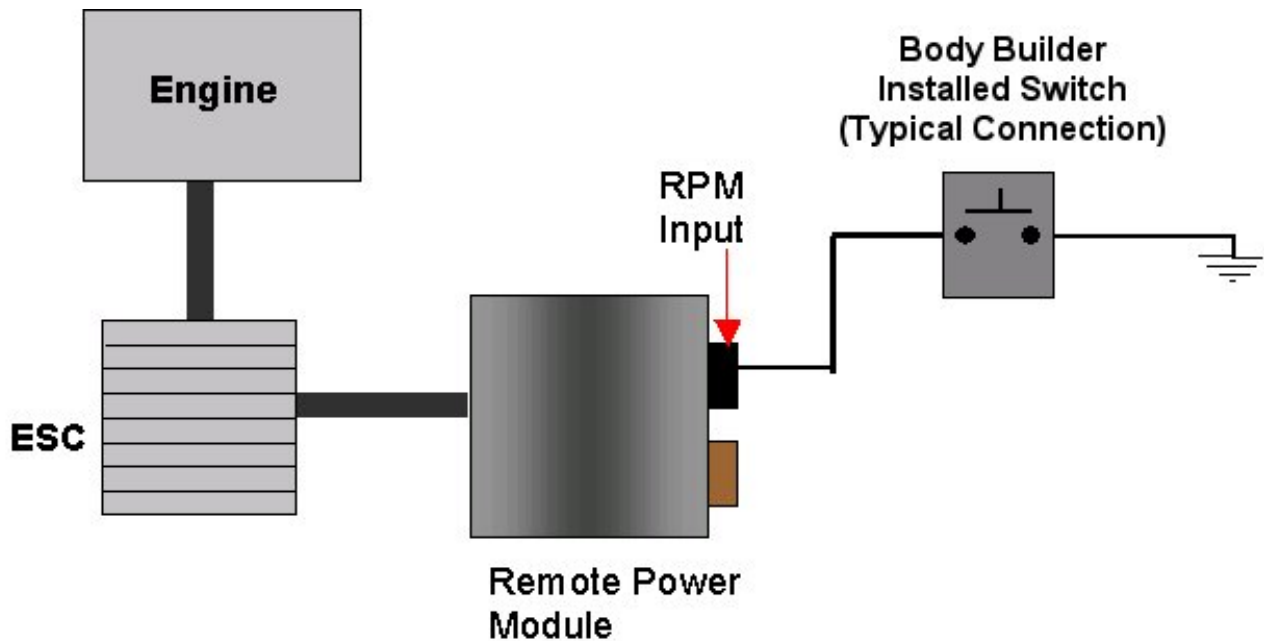 Engine
Body Builder
Installed Switch
(Typical Connection)
RPM
Input
ESC
Remote Power
Module